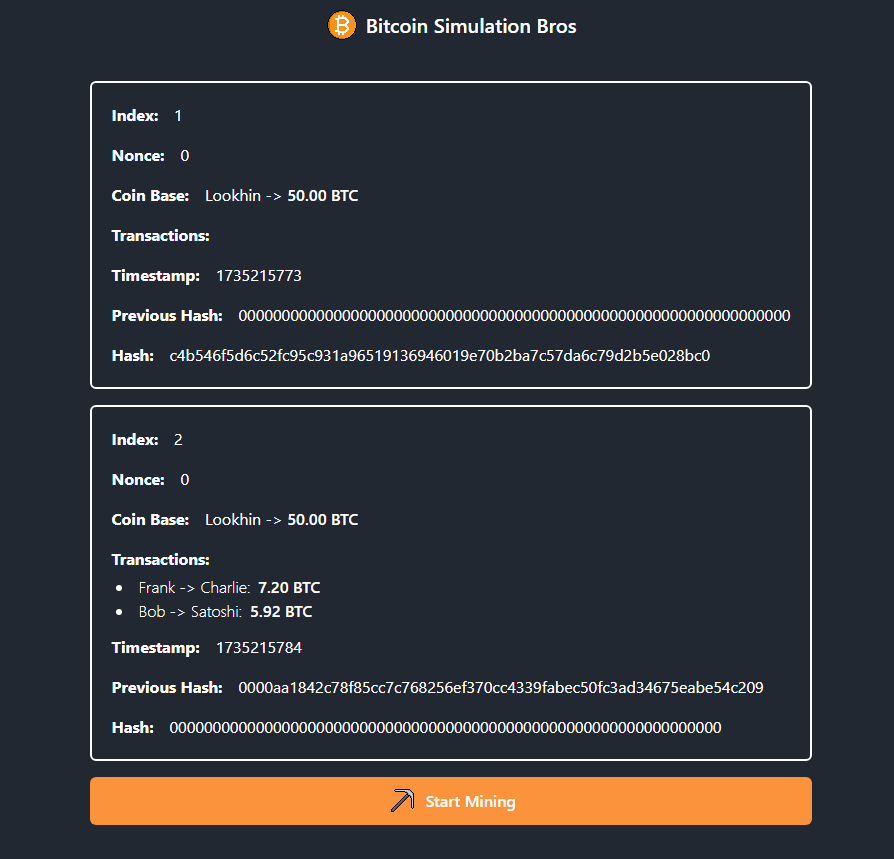 Bitcoin Simulation Bros
Index: 1
Nonce: 0
Coin Base: Lookhin -> 50.00 BTC
Transactions:
Timestamp: 1735215773
Previous Hash: 0000000000000000000000000000000000000000000000000000000000000000
Hash: c4b546f5d6c52fc95c931a96519136946019e70b2ba7c57da6c79d2b5e028bc0
Index: 2
Nonce: 0
Coin Base: Lookhin -> 50.00 BTC
Transactions:
• Frank -> Charlie: 7.20 BTC
• Bob -> Satoshi: 5.92 BTC
Timestamp: 1735215784
Previous Hash: 0000aa1842c78f85cc7c768256ef370cc4339fabec50fc3ad34675eabe54c209
Hash: 0000000000000000000000000000000000000000000000000000000000000000
Start Mining